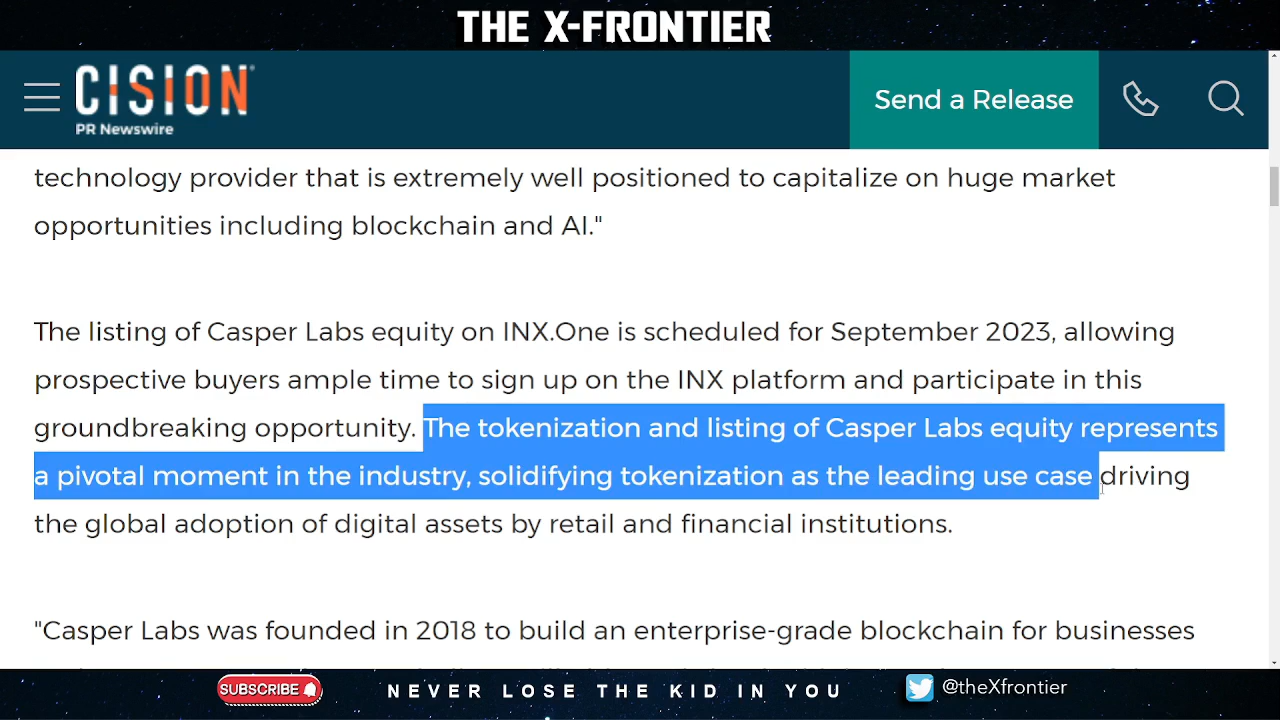 THE X-FRONTIER
CISION
PR Newswire
Send a Release
technology provider that is extremely well positioned to capitalize on huge market
opportunities including blockchain and AI."
The listing of Casper Labs equity on INX.One is scheduled for September 2023, allowing
prospective buyers ample time to sign up on the INX platform and participate in this
groundbreaking opportunity. The tokenization and listing of Casper Labs equity represents
a pivotal moment in the industry, solidifying tokenization as the leading use case driving
the global adoption of digital assets by retail and financial institutions.
"Casper Labs was founded in 2018 to build an enterprise-grade blockchain for businesses
SUBSCRIBE
NEVER LOSE THE KID IN YOU
@theXfrontier